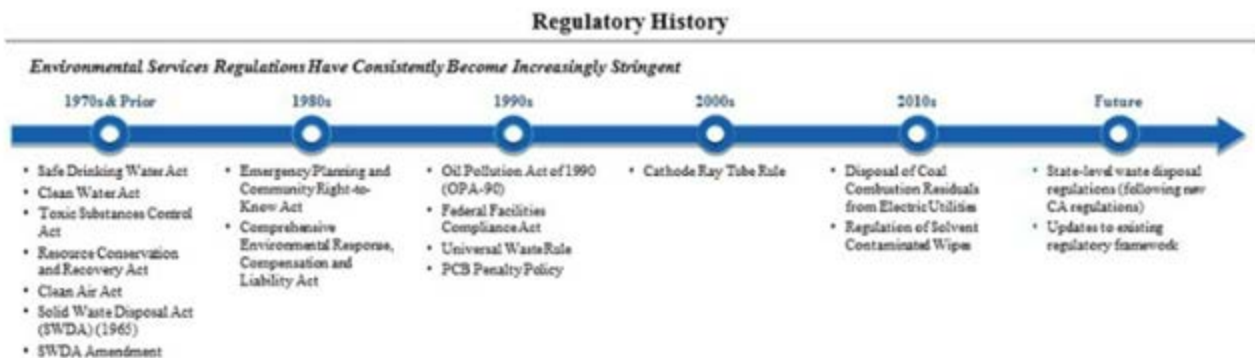 Regulatory History
Environmental Services Regulations Have Consistently Become Increasingly Stringent
1970s & Prior
• Safe Drinking Water Act
• Clean Water Act
• Toxic Substances Control
Act
• Resource Conservation
and Recovery Act
• Clean Air Act
• Solid Waste Disposal Act
(SWDA) (1965)
• SWDA Amendment
1980s
• Emergency Planning and
Community Right-to-
Know Act
• Comprehensive
Environmental Response,
Compensation and
Liability Act
1990s
• Oil Pollution Act of 1990
(OPA-90)
• Federal Facilities
Compliance Act
• Universal Waste Rule
• PCB Penalty Policy
2000s
• Cathode Ray Tube Rule
2010s
• Disposal of Coal
Combustion Residuals
from Electric Utilities
• Regulation of Solvent
Contaminated Wipes
Future
• State-level waste disposal
regulations (following new
CA regulations)
• Updates to existing
regulatory framework